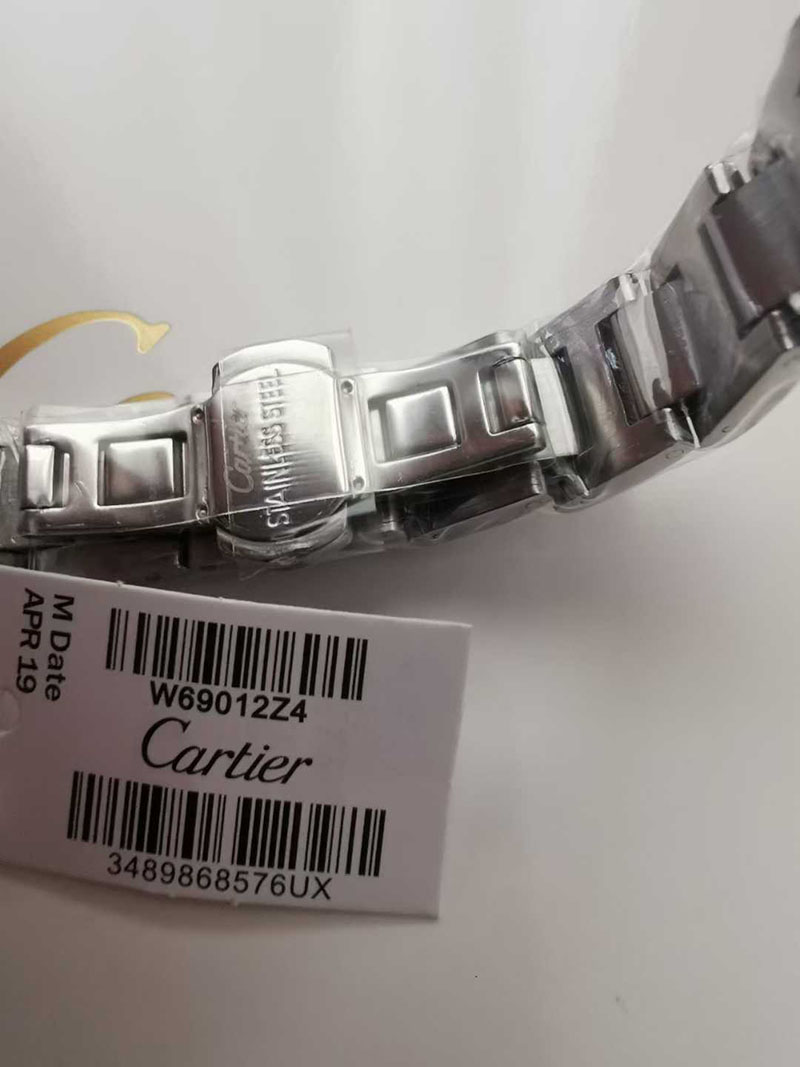 Cartier
STAINLESS STEEL
M Date
APR 19
W69012Z4
Cartier
3489868576UX